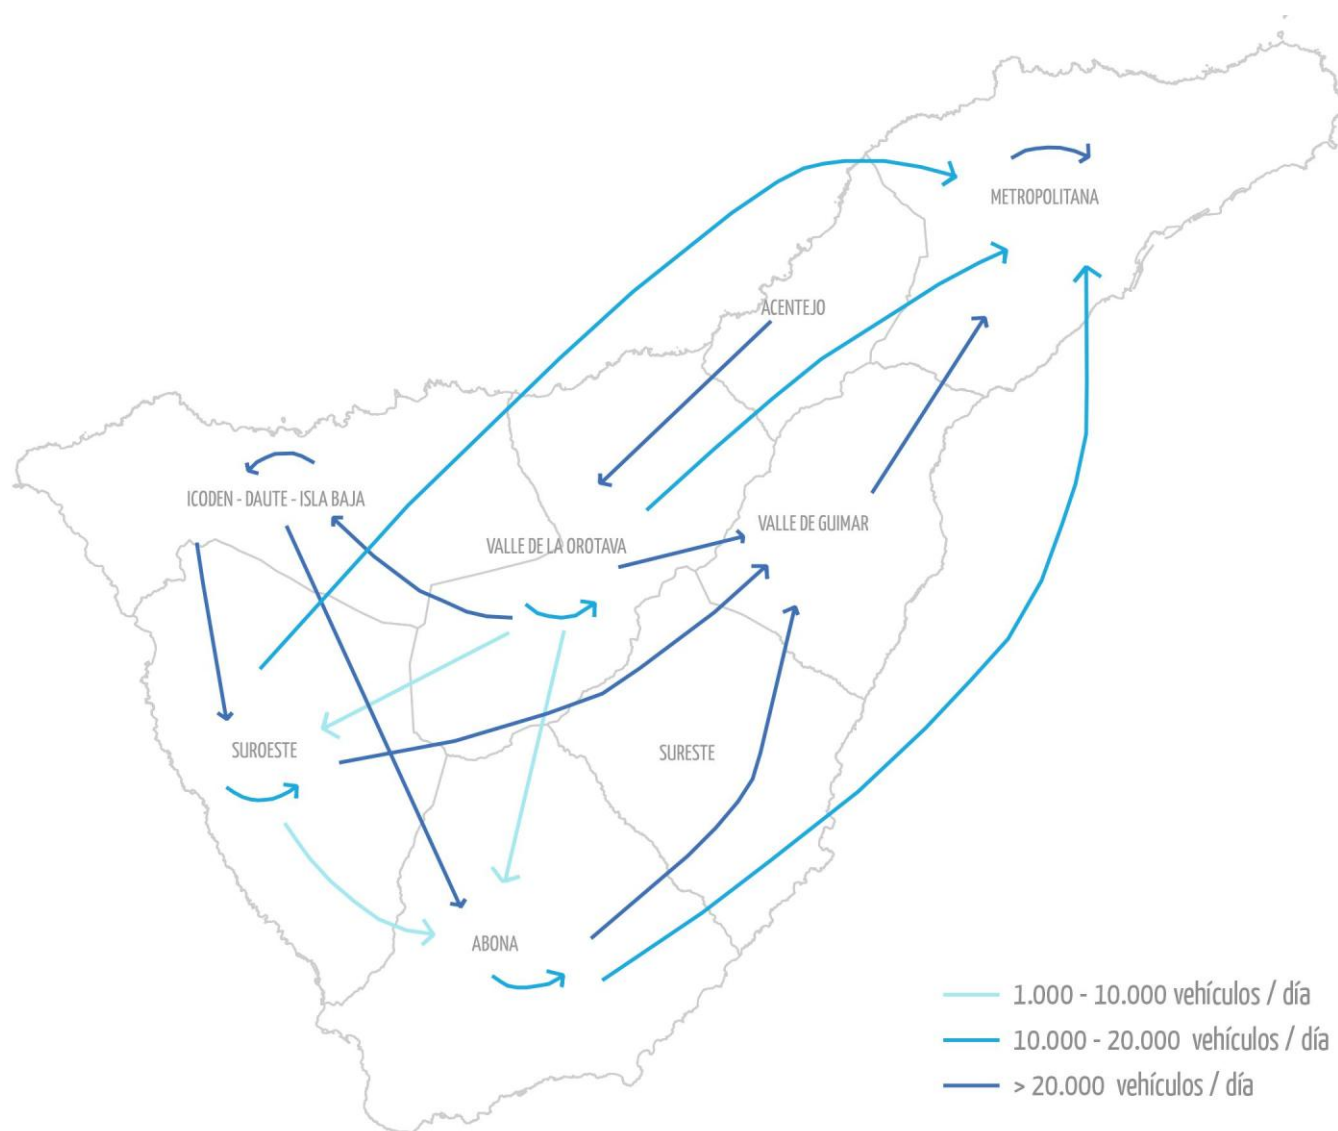 METROPOLITANA
ACENTEJO
ICODEN - DAUTE - ISLA BAJA
VALLE DE GUIMAR
VALLE DE LA OROTAVA
SUROESTE
SURESTE
ABONA
1.000 - 10.000 vehículos / día
10.000 - 20.000 vehículos / día
> 20.000 vehículos / día